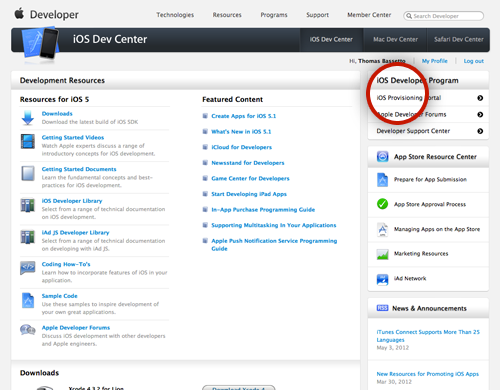 Developer
Technologies Resources Programs Support Member Center
Search Developer
iOS Dev Center
iOS Dev Center Mac Dev Center Safari Dev Center
Hi, Thomas Bassetto My Profile Log out
Development Resources
Resources for iOS 5
Downloads
Download the latest build of iOS SDK
Getting Started Videos
Watch Apple experts discuss a range of
introductory concepts for iOS development.
Getting Started Documents
Learn the fundamental concepts and best-
practices for iOS development.
iOS Developer Library
Select from a range of technical documentation
on iOS development.
iAd JS Developer Library
Select from a range of technical documentation
on developing with iAd JS.
Coding How-To's
Learn how to incorporate features of iOS in your
application.
Sample Code
Use these samples to inspire development of
your own great applications.
Apple Developer Forums
Discuss iOS development with other developers
and Apple engineers.
Featured Content
Create Apps for iOS 5.1
What's New in iOS 5.1
iCloud for Developers
Newsstand for Developers
Game Center for Developers
Start Developing iPad Apps
In-App Purchase Programming Guide
Supporting Multitasking In Your Applications
Apple Push Notification Service Programming
Guide
iOS Developer Program
iOS Provisioning Portal
Apple Developer Forums
Developer Support Center
App Store Resource Center
Prepare for App Submission
App Store Approval Process
Managing Apps on the App Store
Marketing Resources
iAd Network
RSS News & Announcements
iTunes Connect Supports More Than 25
Languages
May 3, 2012
New Resources for Promoting iOS Apps
Mar 30, 2012
Downloads
Xcode 4.3.2 for Lion
Download Xcode 4